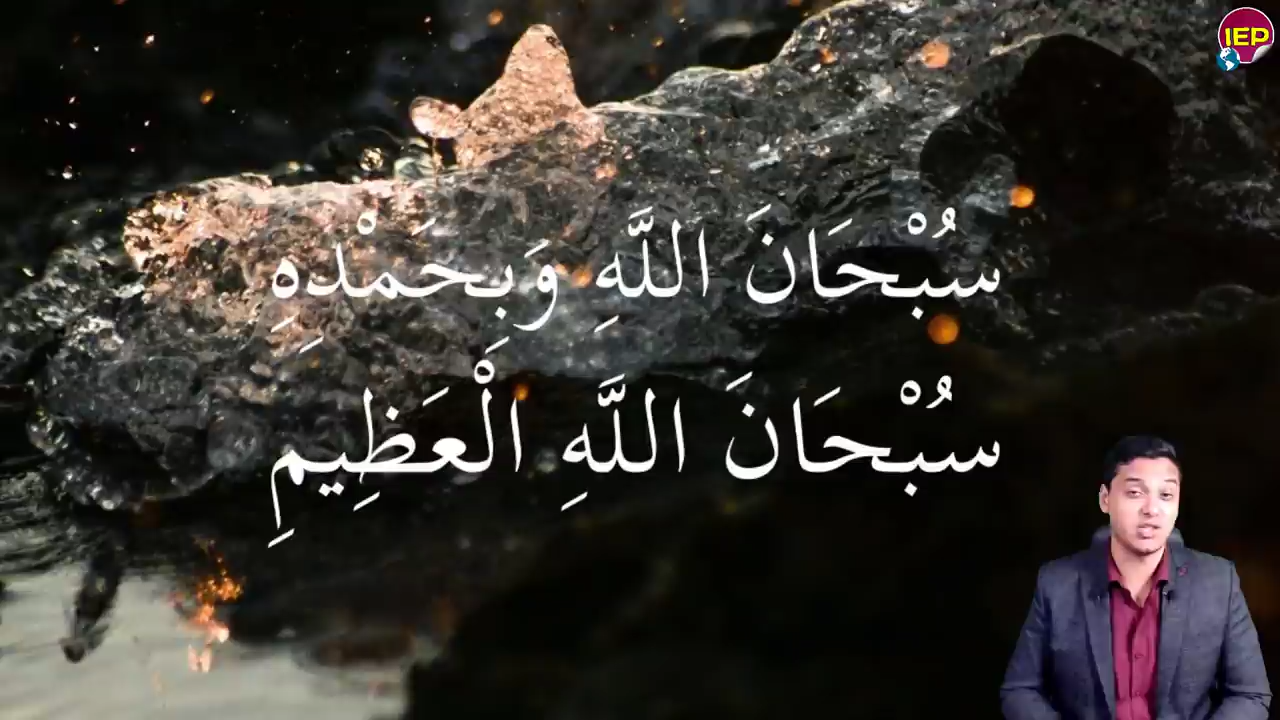 IEP
سُبْحَانَ اللَّهِ وَبِحَمْدِهِ
سُبْحَانَ اللَّهِ الْعَظِيمِ